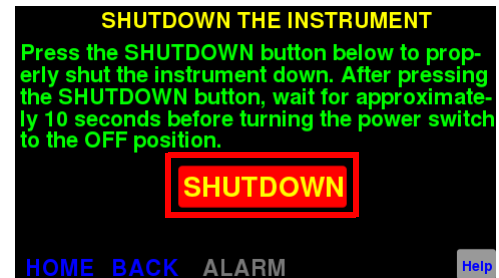 SHUTDOWN THE INSTRUMENT
Press the SHUTDOWN button below to prop-
erly shut the instrument down. After pressing
the SHUTDOWN button, wait for approximate-
ly 10 seconds before turning the power switch
to the OFF position.
SHUTDOWN
HOME BACK ALARM Help